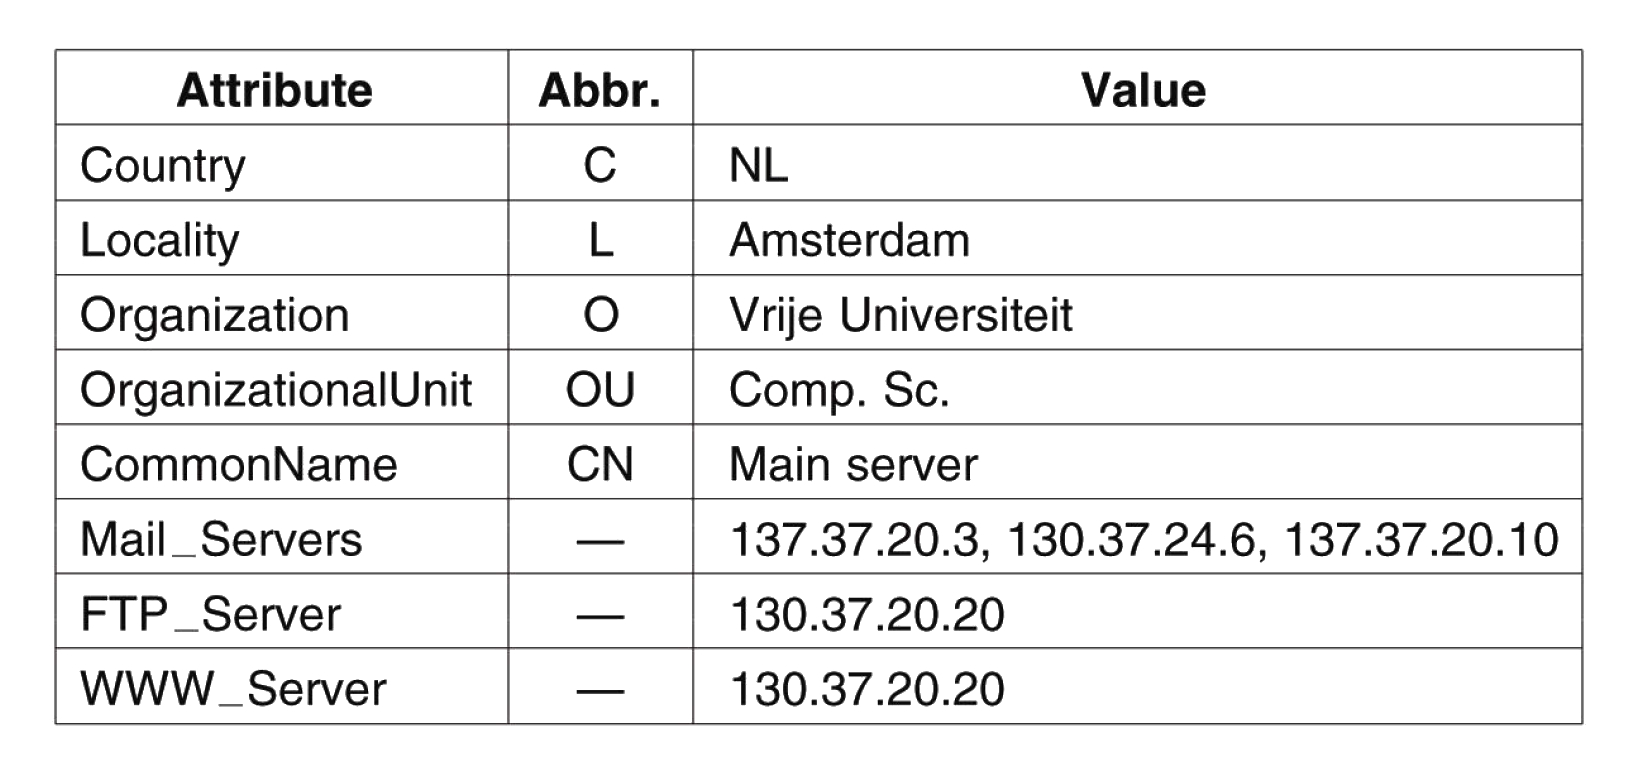 Attribute Abbr. Value
Country C NL
Locality L Amsterdam
Organization O Vrije Universiteit
OrganizationalUnit OU Comp. Sc.
CommonName CN Main server
Mail_Servers — 137.37.20.3, 130.37.24.6, 137.37.20.10
FTP_Server — 130.37.20.20
WWW_Server — 130.37.20.20